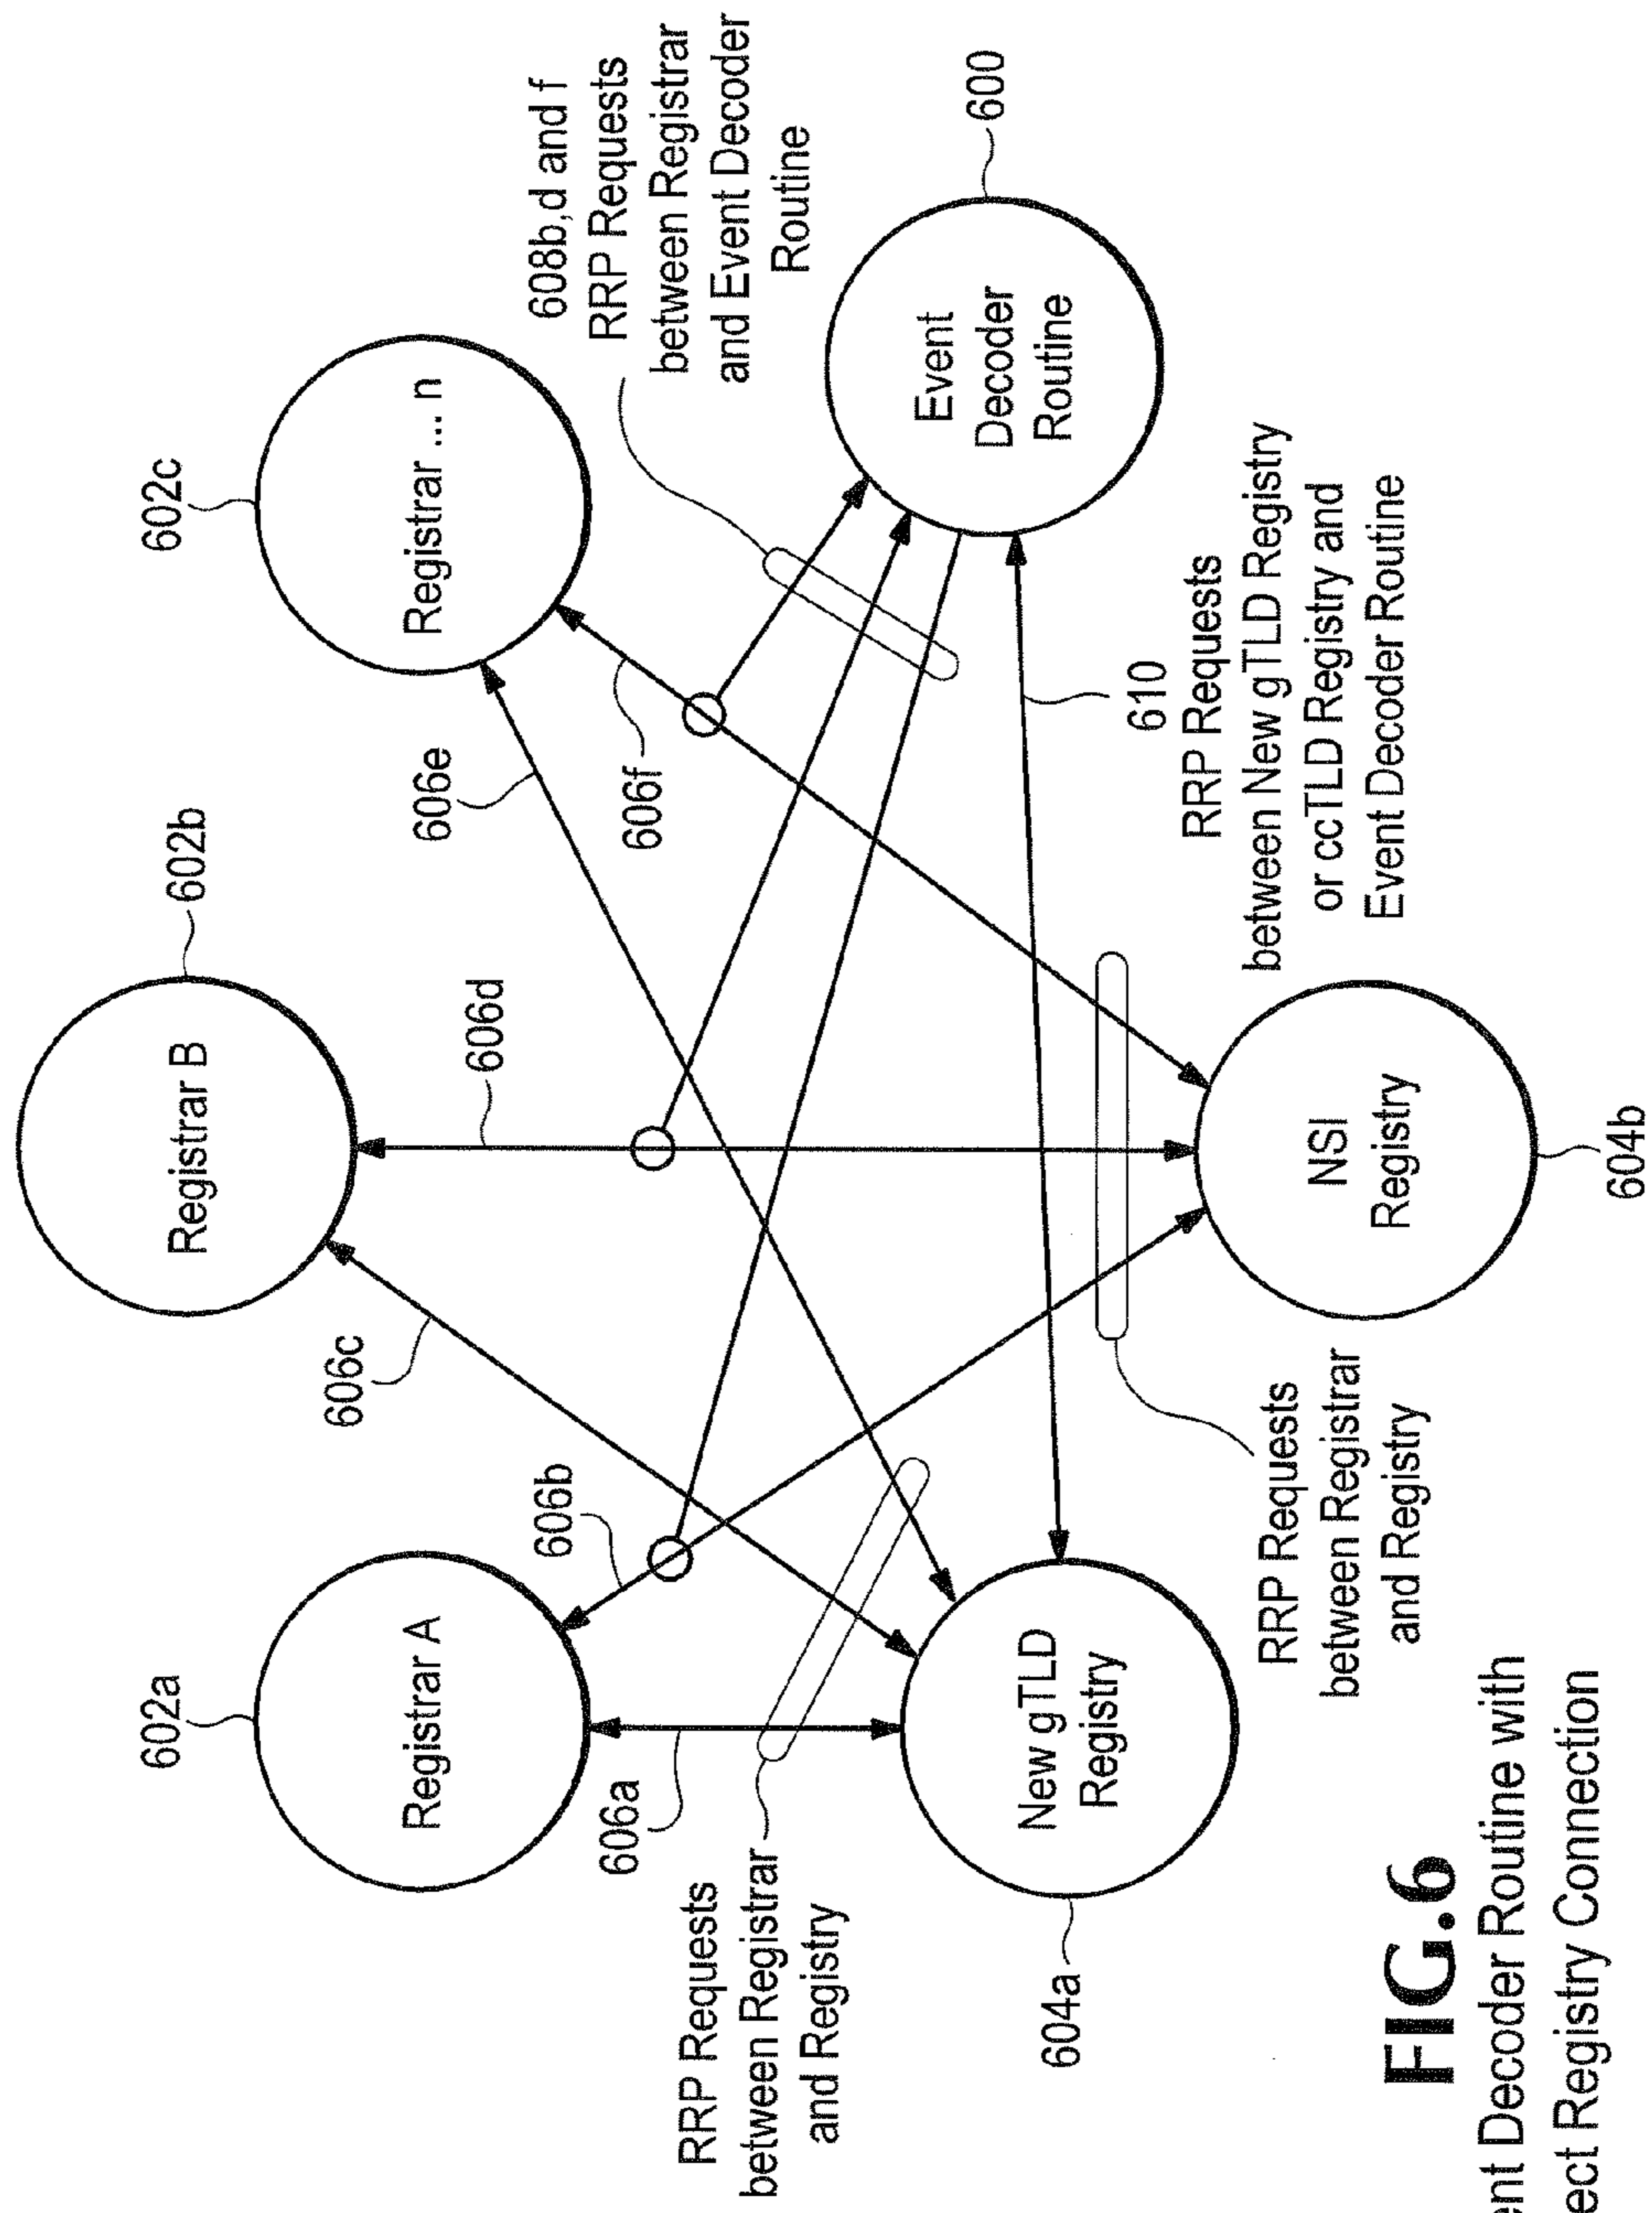 602a
Registrar A
602b
Registrar B
602c
Registrar ... n
606c
606d
606e
606b
606f
608b,d and f
RRP Requests
between Registrar
and Event Decoder
Routine
606a
RRP Requests
between Registrar
and Registry
Event
Decoder
Routine
600
New gTLD
Registry
604a
RRP Requests
between Registrar
and Registry
NSI
Registry
604b
610
RRP Requests
between New gTLD Registry
or ccTLD Registry and
Event Decoder Routine
FIG.6
Decoder Routine with
Registry Connection